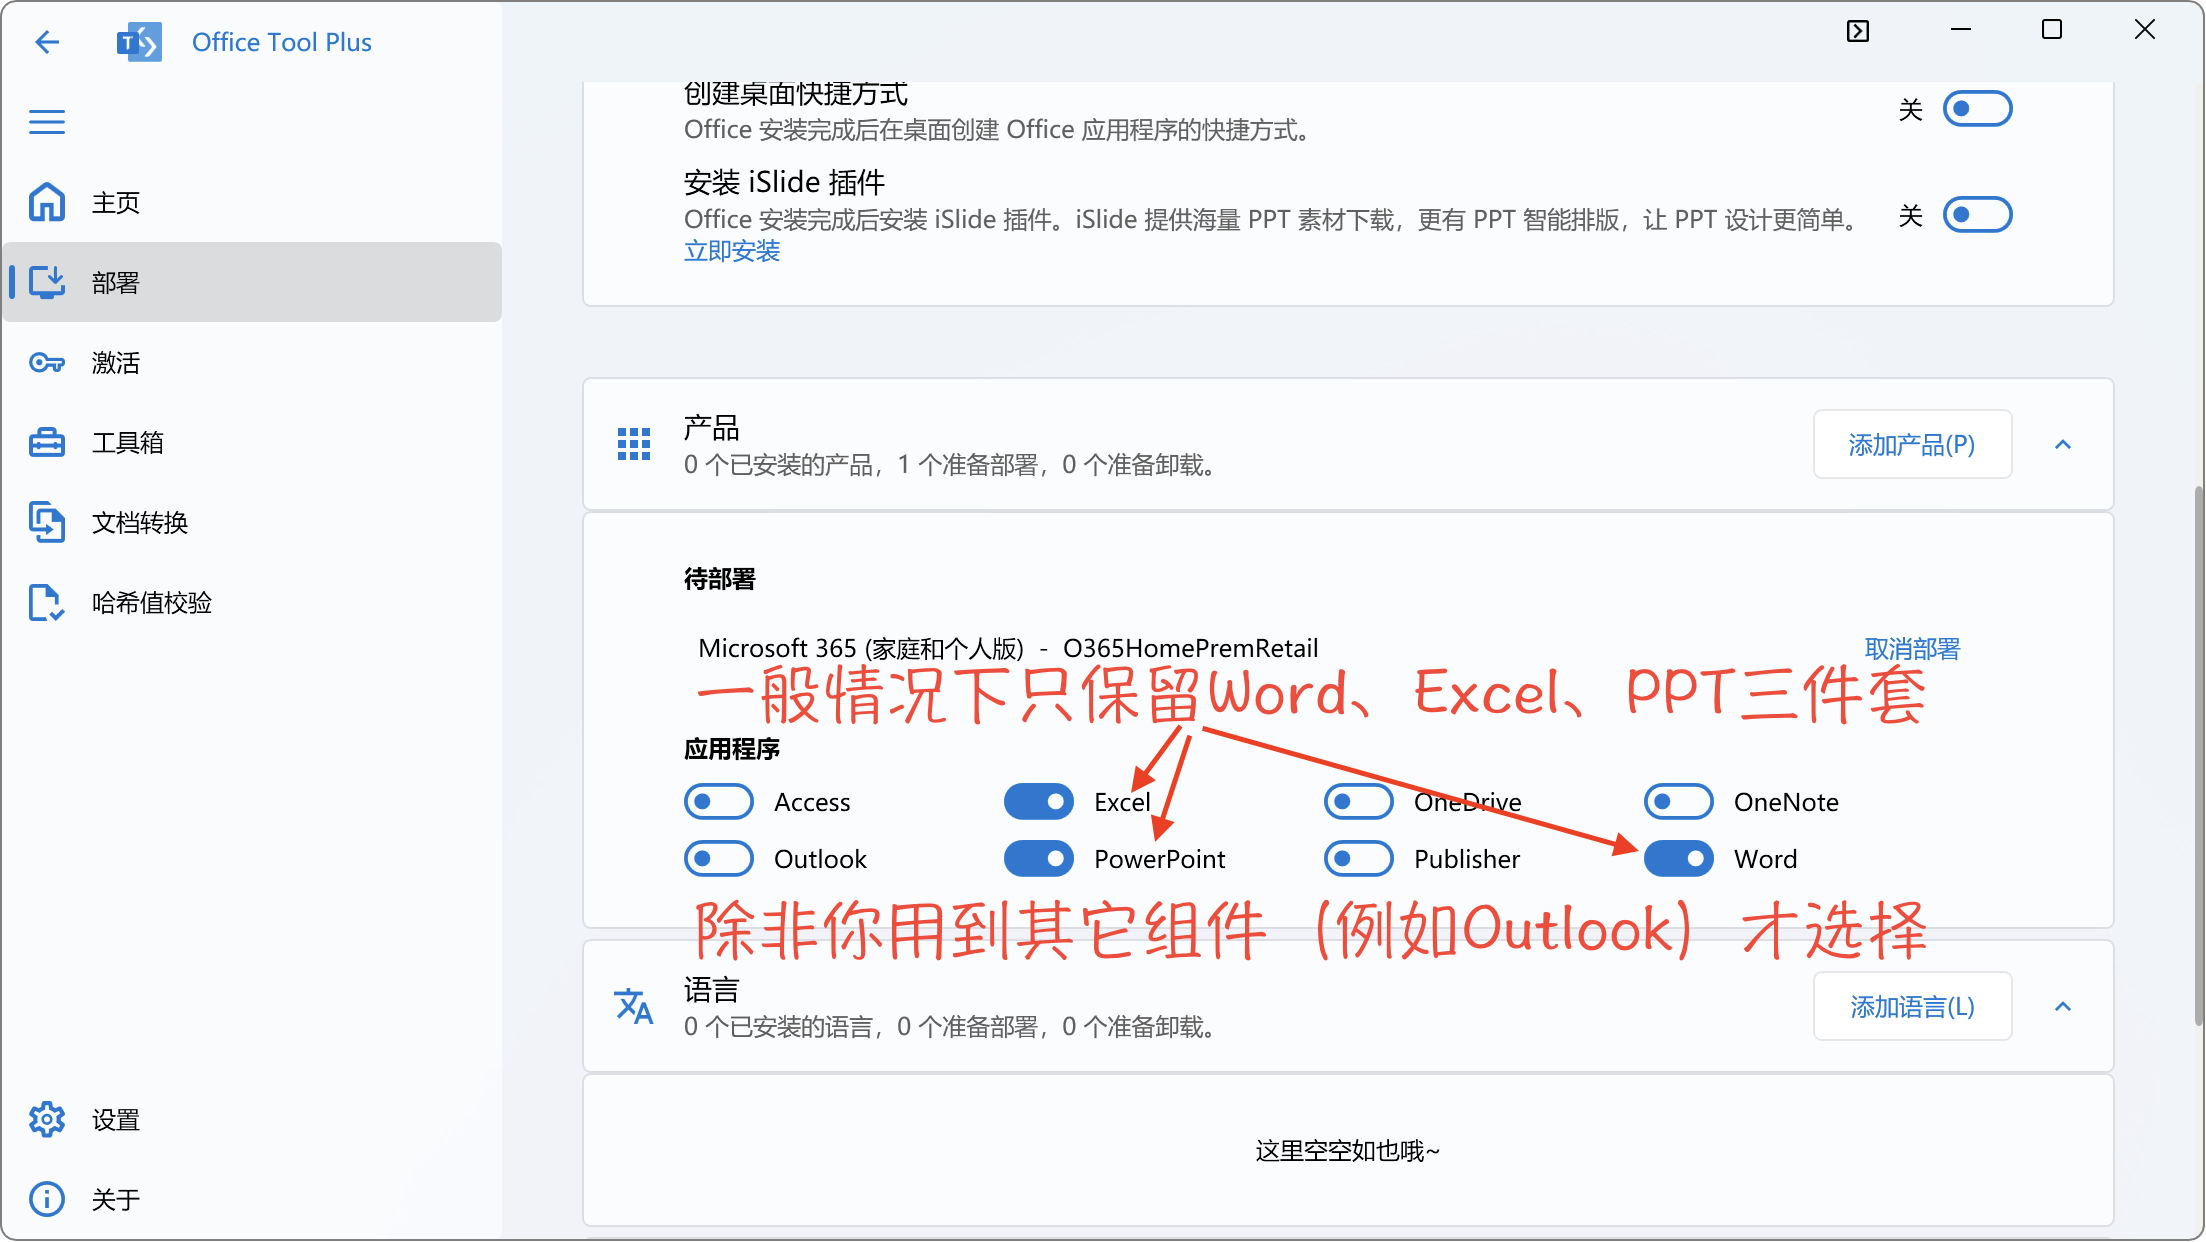 Office Tool Plus
主页
部署
激活
工具箱
文档转换
哈希值校验
设置
关于
创建桌面快捷方式
Office 安装完成后在桌面创建 Office 应用程序的快捷方式。
关
安装 iSlide 插件
Office 安装完成后安装 iSlide 插件。iSlide 提供海量 PPT 素材下载，更有 PPT 智能排版，让 PPT 设计更简单。
立即安装
关
产品
0 个已安装的产品，1 个准备部署，0 个准备卸载。
添加产品(P)
待部署
Microsoft 365 (家庭和个人版) - O365HomePremRetail
取消部署
一般情况下只保留Word、Excel、PPT三件套
应用程序
Access Excel OneDrive OneNote
Outlook PowerPoint Publisher Word
除非你用到其它组件（例如Outlook）才选择
语言
0 个已安装的语言，0 个准备部署，0 个准备卸载。
添加语言(L)
这里空空如也哦~